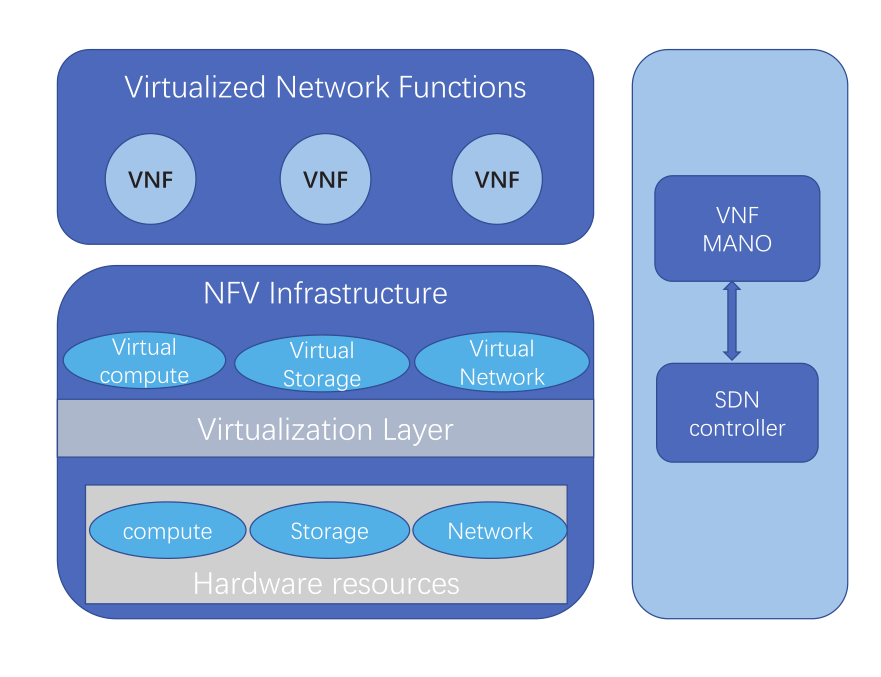 Virtualized Network Functions
VNF
VNF
VNF
NFV Infrastructure
Virtual
compute
Virtual
Storage
Virtual
Network
Virtualization Layer
compute
Storage
Network
Hardware resources
VNF
MANO
SDN
controller